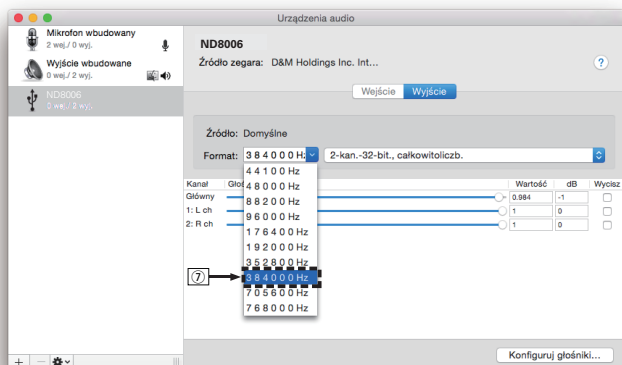 Urządzenia audio
Mikrofon wbudowany
2 wej./ 0 wyj.
Wyjście wbudowane
0 wej./ 2 wyj.
ND8006
0 wej./ 2 wyj.
ND8006
Źródło zegara: D&M Holdings Inc. Int...
?
Wejście Wyjście
Źródło: Domyślne
Format: 384000 Hz 2-kan.-32-bit., całkowitoliczb.
44100 Hz
48000 Hz
88200 Hz
96000 Hz
176400 Hz
192000 Hz
352800 Hz
⑦ 384000 Hz
705600 Hz
768000 Hz
Kanał Głoś Wartość dB Wycisz
Główny 0.984 -1
1: L ch 1 0
2: R ch 1 0
Konfiguruj głośniki...